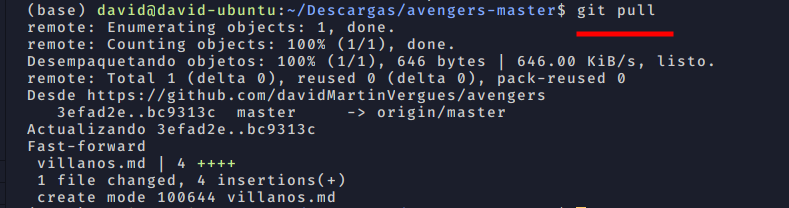 (base) david@david-ubuntu:~/Descargas/avengers-master$ git pull
remote: Enumerating objects: 1, done.
remote: Counting objects: 100% (1/1), done.
Desempaquetando objetos: 100% (1/1), 646 bytes | 646.00 KiB/s, listo.
remote: Total 1 (delta 0), reused 0 (delta 0), pack-reused 0
Desde https://github.com/davidMartinVergues/avengers
   3efad2e..bc9313c  master     -> origin/master
Actualizando 3efad2e..bc9313c
Fast-forward
 villanos.md | 4 ++++
 1 file changed, 4 insertions(+)
 create mode 100644 villanos.md